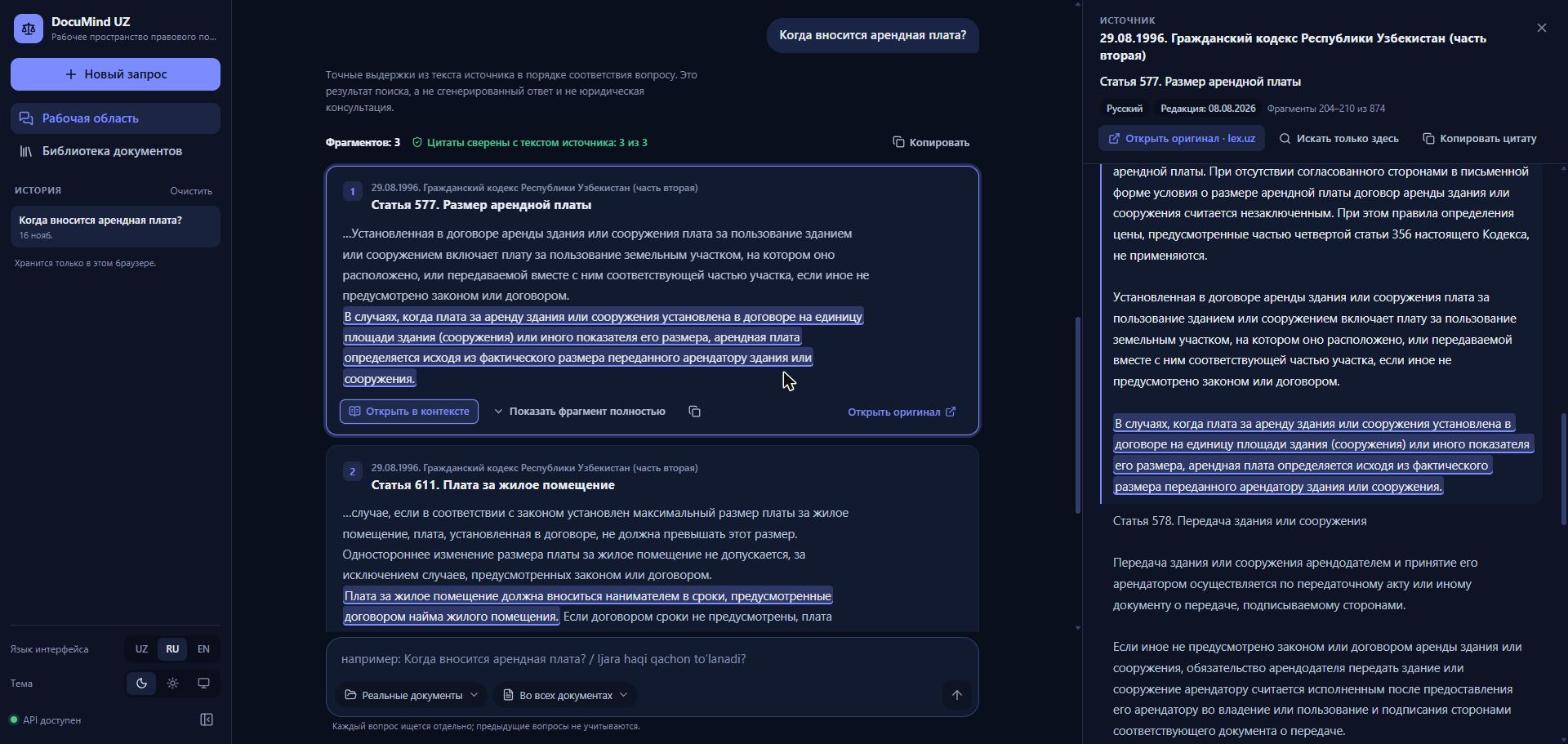 DocuMind UZ
Рабочее пространство правового по...
Новый запрос
Рабочая область
Библиотека документов
ИСТОРИЯ
Очистить
Когда вносится арендная плата?
16 нояб.
Хранится только в этом браузере.
Язык интерфейса
UZ
RU
EN
Тема
API доступен
Когда вносится арендная плата?
Точные выдержки из текста источника в порядке соответствия вопросу. Это
результат поиска, а не сгенерированный ответ и не юридическая
консультация.
Фрагментов: 3
Цитаты сверены с текстом источника: 3 из 3
Копировать
1
29.08.1996. Гражданский кодекс Республики Узбекистан (часть вторая)
Статья 577. Размер арендной платы
...Установленная в договоре аренды здания или сооружения плата за пользование зданием
или сооружением включает плату за пользование земельным участком, на котором оно
расположено, или передаваемой вместе с ним соответствующей частью участка, если иное не
предусмотрено законом или договором.
В случаях, когда плата за аренду здания или сооружения установлена в договоре на единицу
площади здания (сооружения) или иного показателя его размера, арендная плата
определяется исходя из фактического размера переданного арендатору здания или
сооружения.
Открыть в контексте
Показать фрагмент полностью
Открыть оригинал
2
29.08.1996. Гражданский кодекс Республики Узбекистан (часть вторая)
Статья 611. Плата за жилое помещение
...случае, если в соответствии с законом установлен максимальный размер платы за жилое
помещение, плата, установленная в договоре, не должна превышать этот размер.
Одностороннее изменение размера платы за жилое помещение не допускается, за
исключением случаев, предусмотренных законом или договором.
Плата за жилое помещение должна вноситься нанимателем в сроки, предусмотренные
договором найма жилого помещения. Если договором сроки не предусмотрены, плата
например: Когда вносится арендная плата? / Ijara haqi qachon to‘lanadi?
Реальные документы
Во всех документах
Каждый вопрос ищется отдельно; предыдущие вопросы не учитываются.
ИСТОЧНИК
29.08.1996. Гражданский кодекс Республики Узбекистан (часть
вторая)
Статья 577. Размер арендной платы
Русский
Редакция: 08.08.2026
Фрагменты 204–210 из 874
Открыть оригинал · lex.uz
Искать только здесь
Копировать цитату
арендной платы. При отсутствии согласованного сторонами в письменной
форме условия о размере арендной платы договор аренды здания или
сооружения считается незаключенным. При этом правила определения
цены, предусмотренные частью четвертой статьи 356 настоящего Кодекса,
не применяются.
Установленная в договоре аренды здания или сооружения плата за
пользование зданием или сооружением включает плату за пользование
земельным участком, на котором оно расположено, или передаваемой
вместе с ним соответствующей частью участка, если иное не
предусмотрено законом или договором.
В случаях, когда плата за аренду здания или сооружения установлена в
договоре на единицу площади здания (сооружения) или иного показателя
его размера, арендная плата определяется исходя из фактического
размера переданного арендатору здания или сооружения.
Статья 578. Передача здания или сооружения
Передача здания или сооружения арендодателем и принятие его
арендатором осуществляется по передаточному акту или иному
документу о передаче, подписываемому сторонами.
Если иное не предусмотрено законом или договором аренды здания или
сооружения, обязательство арендодателя передать здание или
сооружение арендатору считается исполненным после предоставления
его арендатору во владение или пользование и подписания сторонами
соответствующего документа о передаче.